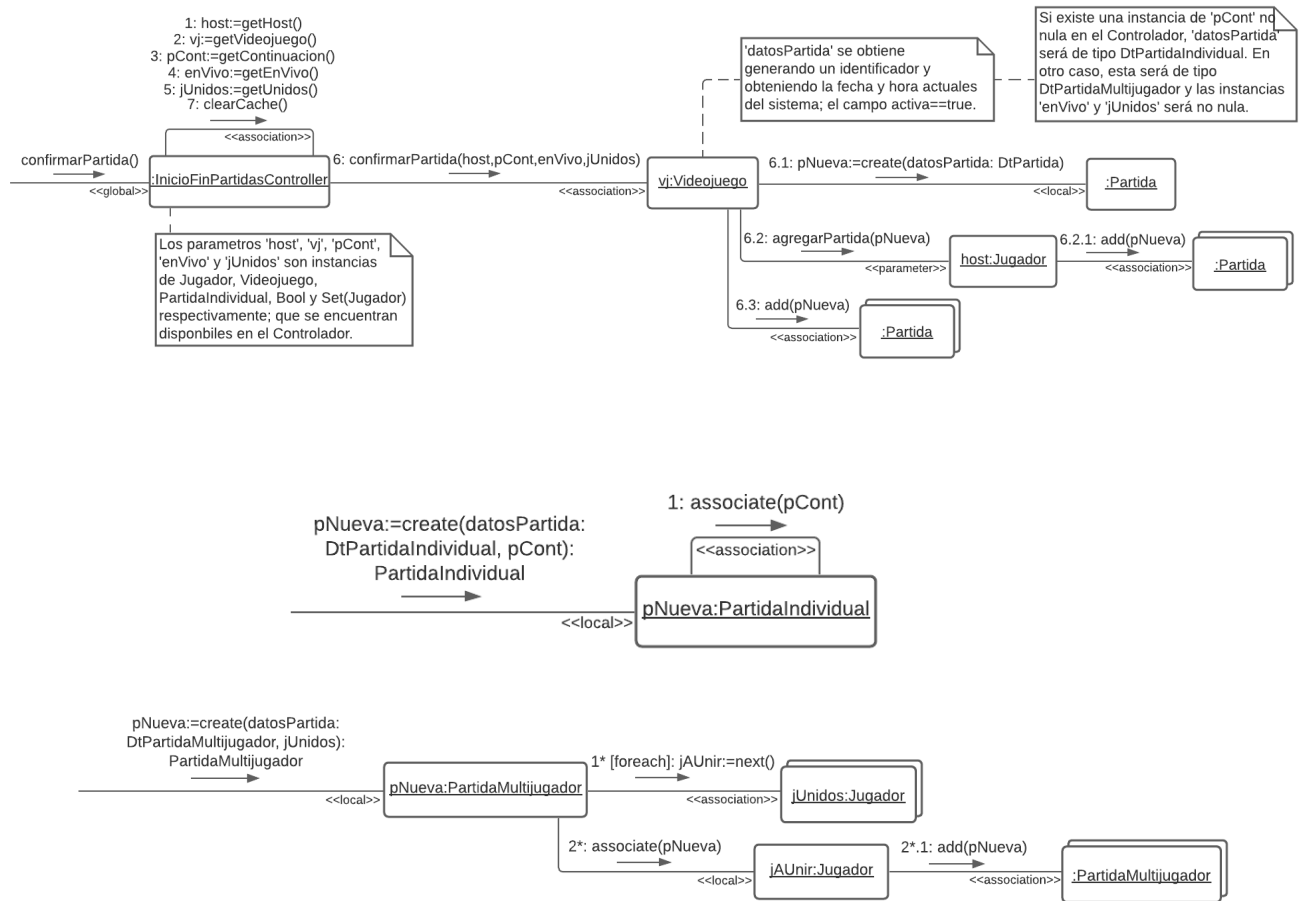 1: host:=getHost()
2: vj:=getVideojuego()
3: pCont:=getContinuacion()
4: enVivo:=getEnVivo()
5: jUnidos:=getUnidos()
7: clearCache()
<<association>>
confirmarPartida()
<<global>>
:InicioFinPartidasController
6: confirmarPartida(host,pCont,enVivo,jUnidos)
<<association>>
vj:Videojuego
Los parametros 'host', 'vj', 'pCont',
'enVivo' y 'jUnidos' son instancias
de Jugador, Videojuego,
PartidaIndividual, Bool y Set(Jugador)
respectivamente; que se encuentran
disponbiles en el Controlador.
'datosPartida' se obtiene
generando un identificador y
obteniendo la fecha y hora actuales
del sistema; el campo activa==true.
Si existe una instancia de 'pCont' no
nula en el Controlador, 'datosPartida'
será de tipo DtPartidaIndividual. En
otro caso, esta será de tipo
DtPartidaMultijugador y las instancias
'enVivo' y 'jUnidos' será no nula.
6.1: pNueva:=create(datosPartida: DtPartida)
<<local>>
:Partida
6.2: agregarPartida(pNueva)
<<parameter>>
host:Jugador
6.2.1: add(pNueva)
<<association>>
:Partida
6.3: add(pNueva)
<<association>>
:Partida
pNueva:=create(datosPartida:
DtPartidaIndividual, pCont):
PartidaIndividual
<<local>>
1: associate(pCont)
<<association>>
pNueva:PartidaIndividual
pNueva:=create(datosPartida:
DtPartidaMultijugador, jUnidos):
PartidaMultijugador
<<local>>
pNueva:PartidaMultijugador
1* [foreach]: jAUnir:=next()
<<association>>
jUnidos:Jugador
2*: associate(pNueva)
<<local>>
jAUnir:Jugador
2*.1: add(pNueva)
<<association>>
:PartidaMultijugador